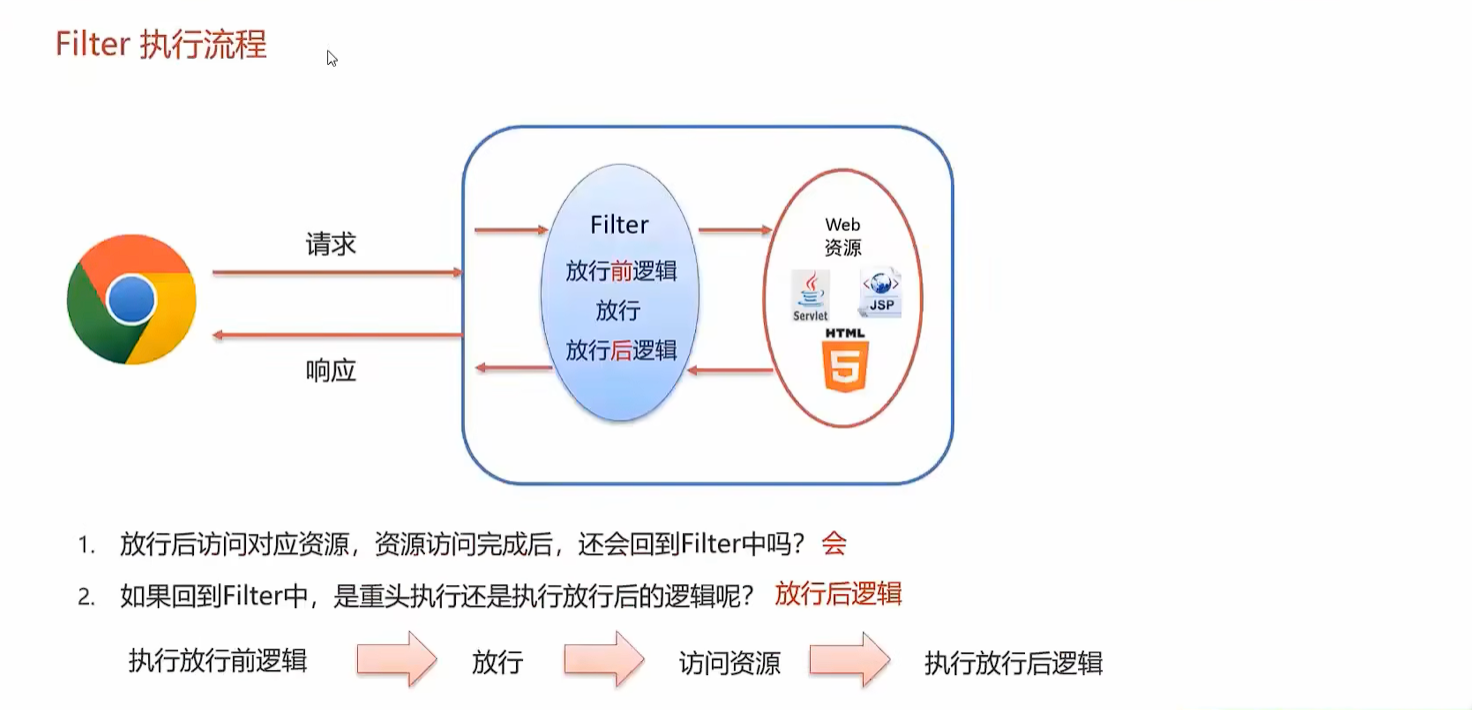 Filter 执行流程
请求
响应
Filter
放行前逻辑
放行
放行后逻辑
Web
资源
Servlet
JSP
HTML
5
1. 放行后访问对应资源，资源访问完成后，还会回到Filter中吗？ 会
2. 如果回到Filter中，是重头执行还是执行放行后的逻辑呢？ 放行后逻辑
执行放行前逻辑 放行 访问资源 执行放行后逻辑